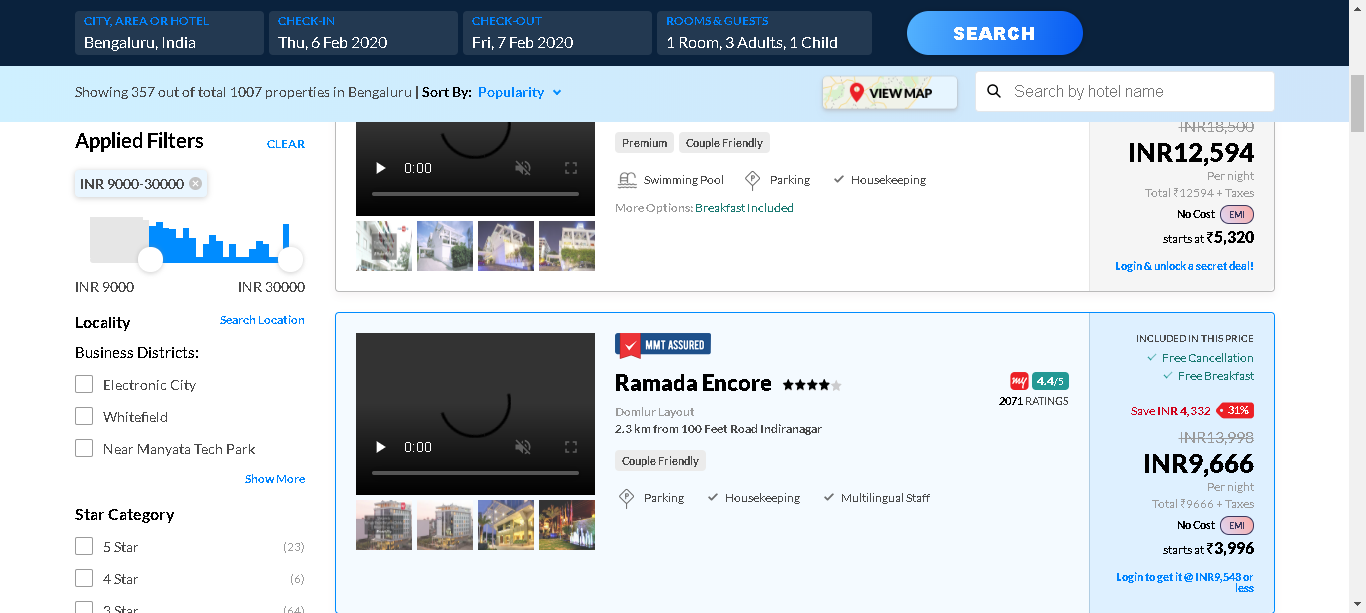 CITY, AREA OR HOTEL
Bengaluru, India
CHECK-IN
Thu, 6 Feb 2020
CHECK-OUT
Fri, 7 Feb 2020
ROOMS & GUESTS
1 Room, 3 Adults, 1 Child
SEARCH
Showing 357 out of total 1007 properties in Bengaluru | Sort By: Popularity
VIEW MAP
Search by hotel name
Applied Filters
CLEAR
INR 9000-30000
INR 9000
INR 30000
Locality
Search Location
Business Districts:
Electronic City
Whitefield
Near Manyata Tech Park
Show More
Star Category
5 Star (23)
4 Star (6)
3 Star (64)
0:00
Premium
Couple Friendly
Swimming Pool
Parking
Housekeeping
More Options: Breakfast Included
INR18,500
INR12,594
Per night
Total ₹12594 + Taxes
No Cost EMI
starts at ₹5,320
Login & unlock a secret deal!
0:00
MMT ASSURED
Ramada Encore
Domlur Layout
2.3 km from 100 Feet Road Indiranagar
Couple Friendly
Parking
Housekeeping
Multilingual Staff
my 4.4/5
2071 RATINGS
INCLUDED IN THIS PRICE
Free Cancellation
Free Breakfast
Save INR 4,332 31%
INR13,998
INR9,666
Per night
Total ₹9666 + Taxes
No Cost EMI
starts at ₹3,996
Login to get it @ INR9,548 or
less